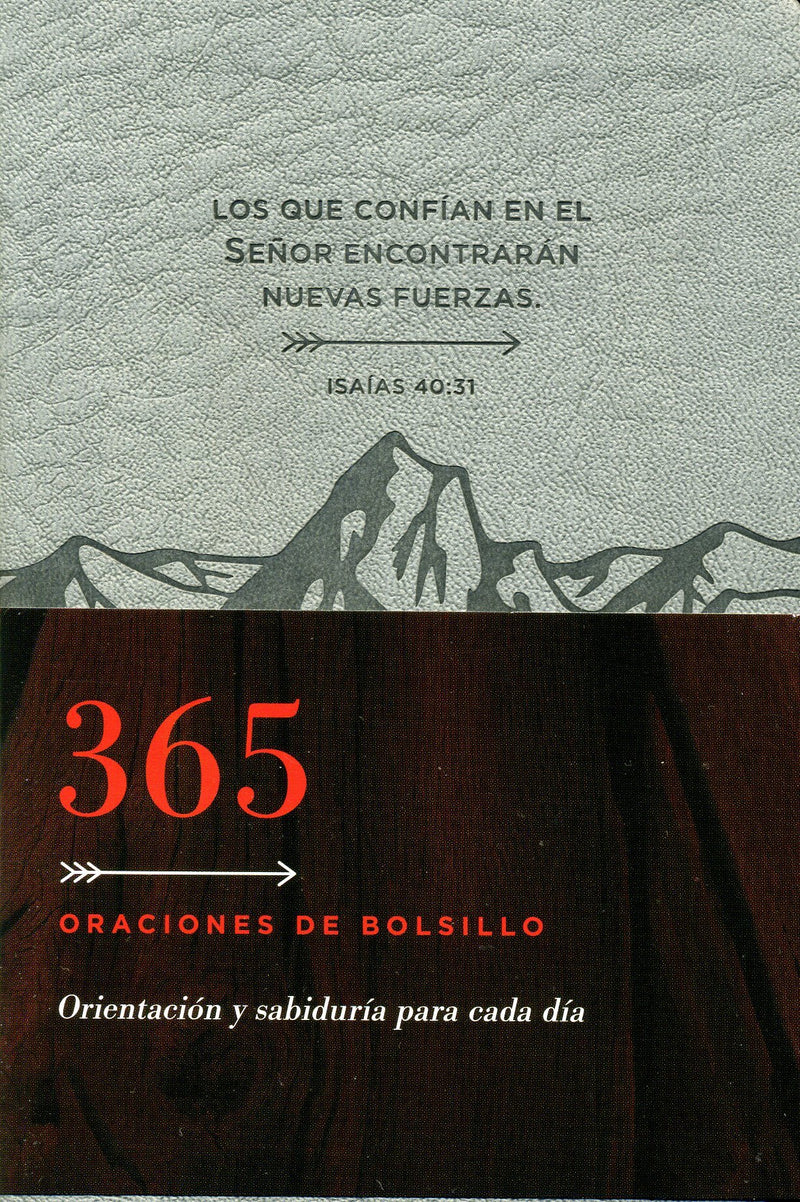 LOS QUE CONFÍAN EN EL
SEÑOR ENCONTRARÁN
NUEVAS FUERZAS.
ISAÍAS 40:31
365
ORACIONES DE BOLSILLO
Orientación y sabiduría para cada día